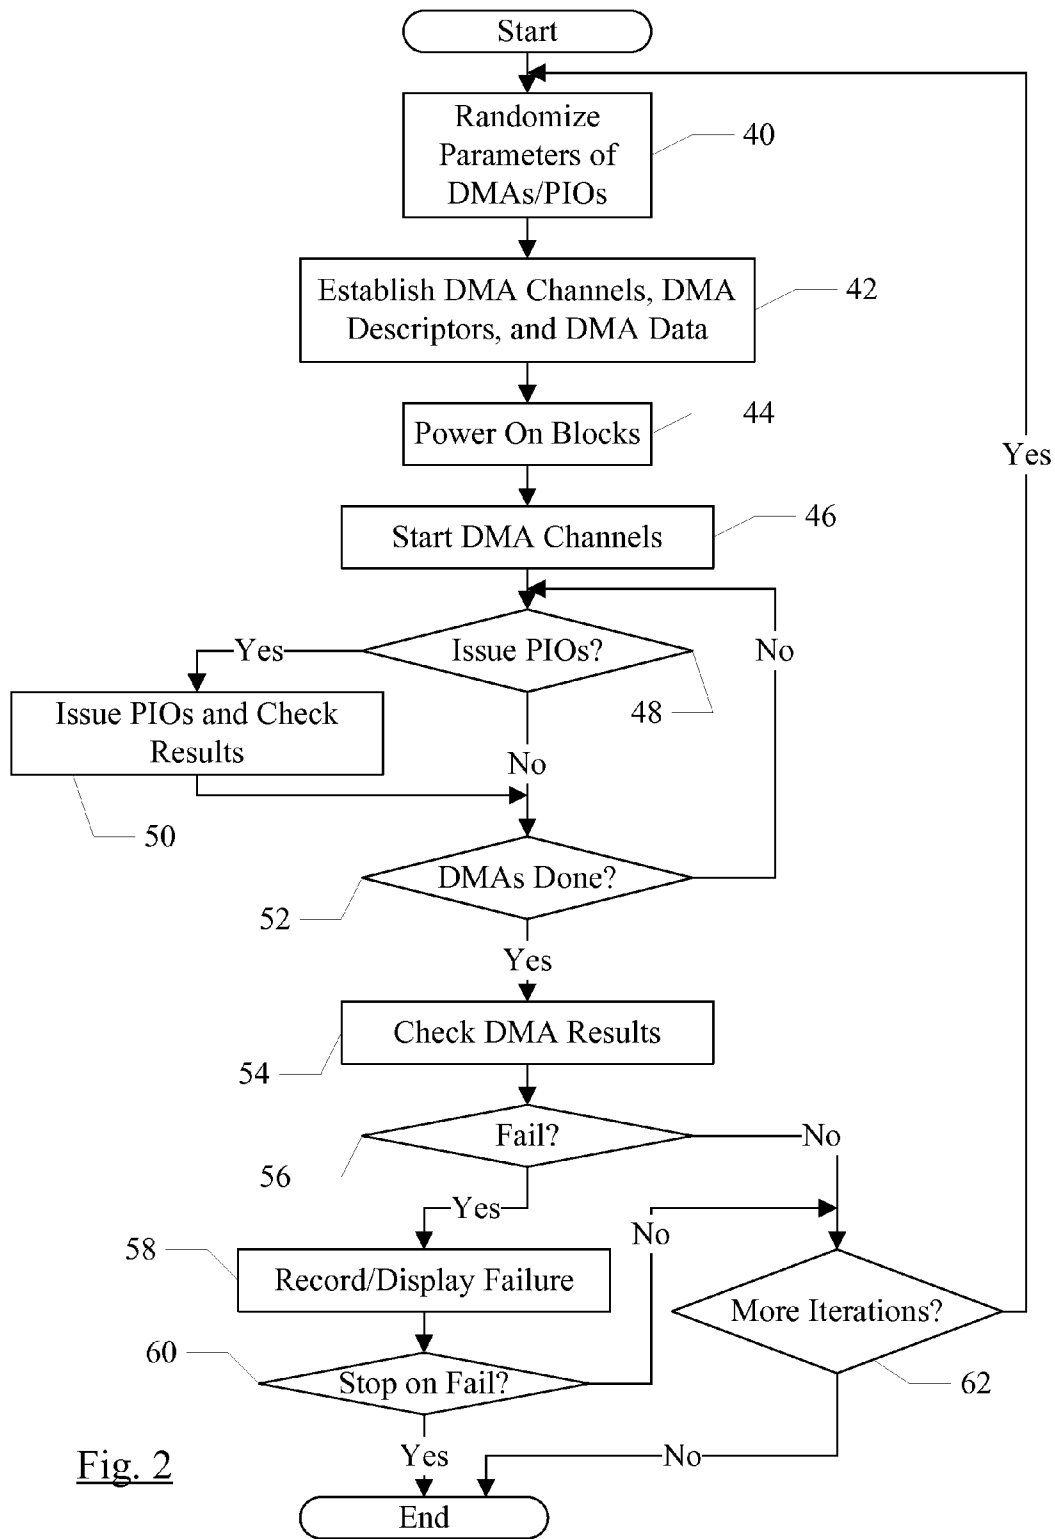 Start
Randomize
Parameters of
DMAs/PIOs
40
Establish DMA Channels, DMA
Descriptors, and DMA Data
42
Power On Blocks
44
Yes
Start DMA Channels
46
Issue PIOs?
Yes
No
48
Issue PIOs and Check
Results
No
50
DMAs Done?
52
Yes
Check DMA Results
54
Fail?
No
56
Yes
No
58
Record/Display Failure
More Iterations?
60
Stop on Fail?
62
Yes
No
Fig. 2
End